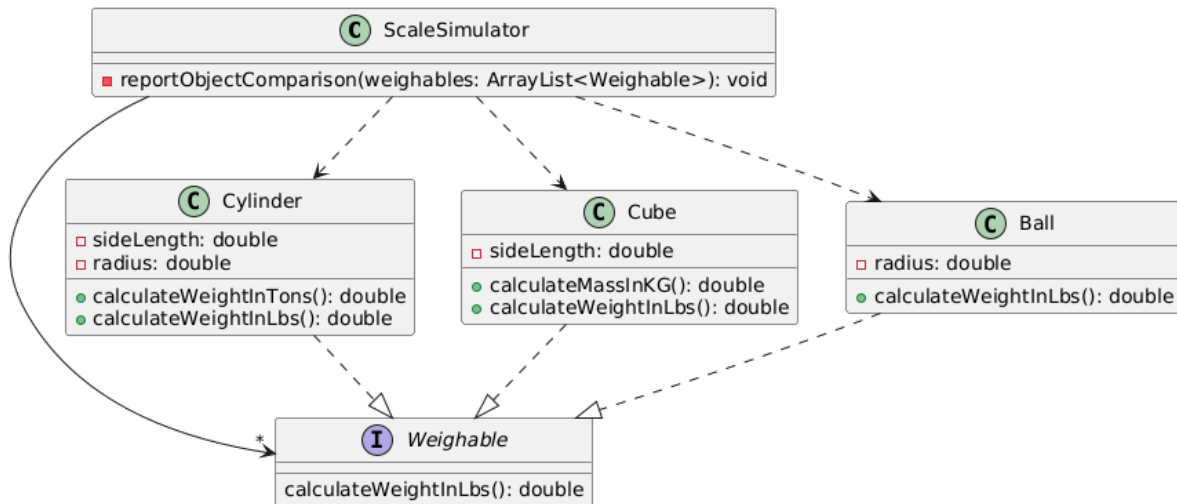 C ScaleSimulator
reportObjectComparison(weighables: ArrayList<Weighable>): void
C Cylinder
sideLength: double
radius: double
calculateWeightInTons(): double
calculateWeightInLbs(): double
C Cube
sideLength: double
calculateMassInKG(): double
calculateWeightInLbs(): double
C Ball
radius: double
calculateWeightInLbs(): double
*
I Weighable
calculateWeightInLbs(): double